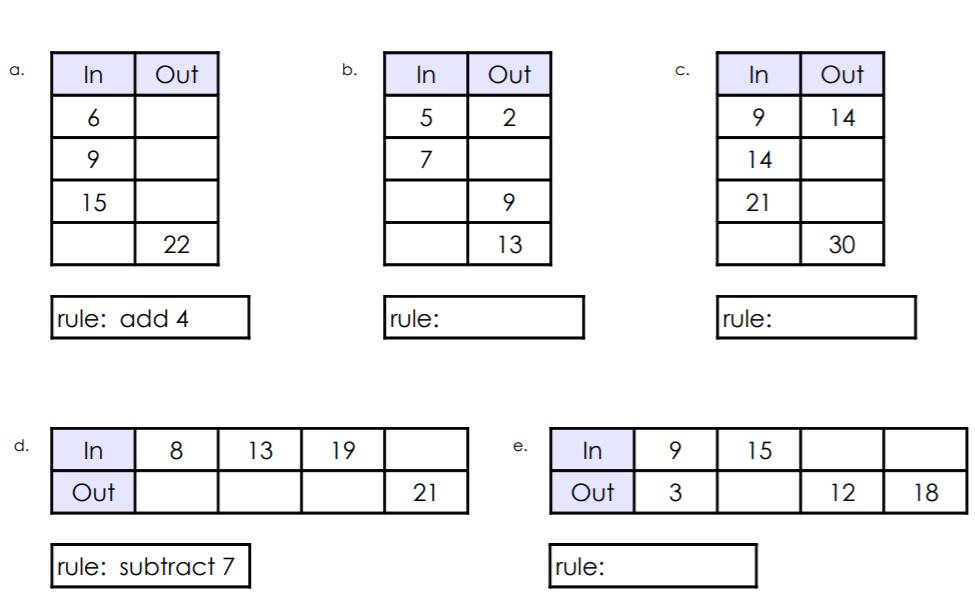 a.
In Out
6
9
15
22
rule: add 4
b.
In Out
5 2
7
9
13
rule:
c.
In Out
9 14
14
21
30
rule:
d.
In 8 13 19
Out 21
rule: subtract 7
e.
In 9 15
Out 3 12 18
rule: